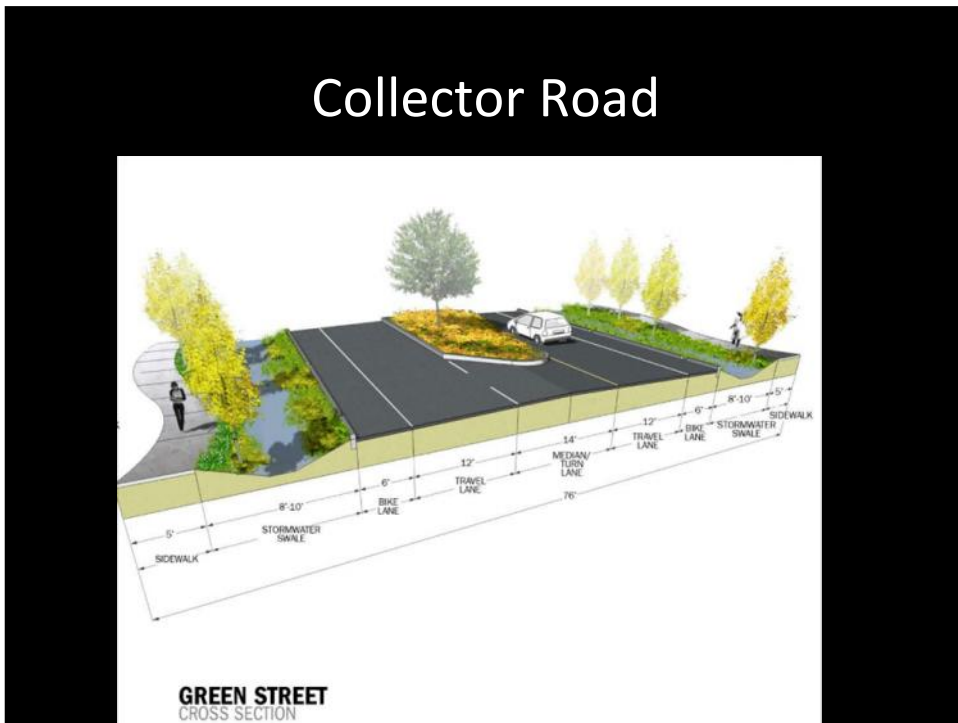 Collector Road
5'
SIDEWALK
8'-10'
STORMWATER
SWALE
6'
BIKE
LANE
12'
TRAVEL
LANE
14'
MEDIAN/
TURN
LANE
12'
TRAVEL
LANE
6'
BIKE
LANE
8'-10'
STORMWATER
SWALE
5'
SIDEWALK
76'
GREEN STREET
CROSS SECTION